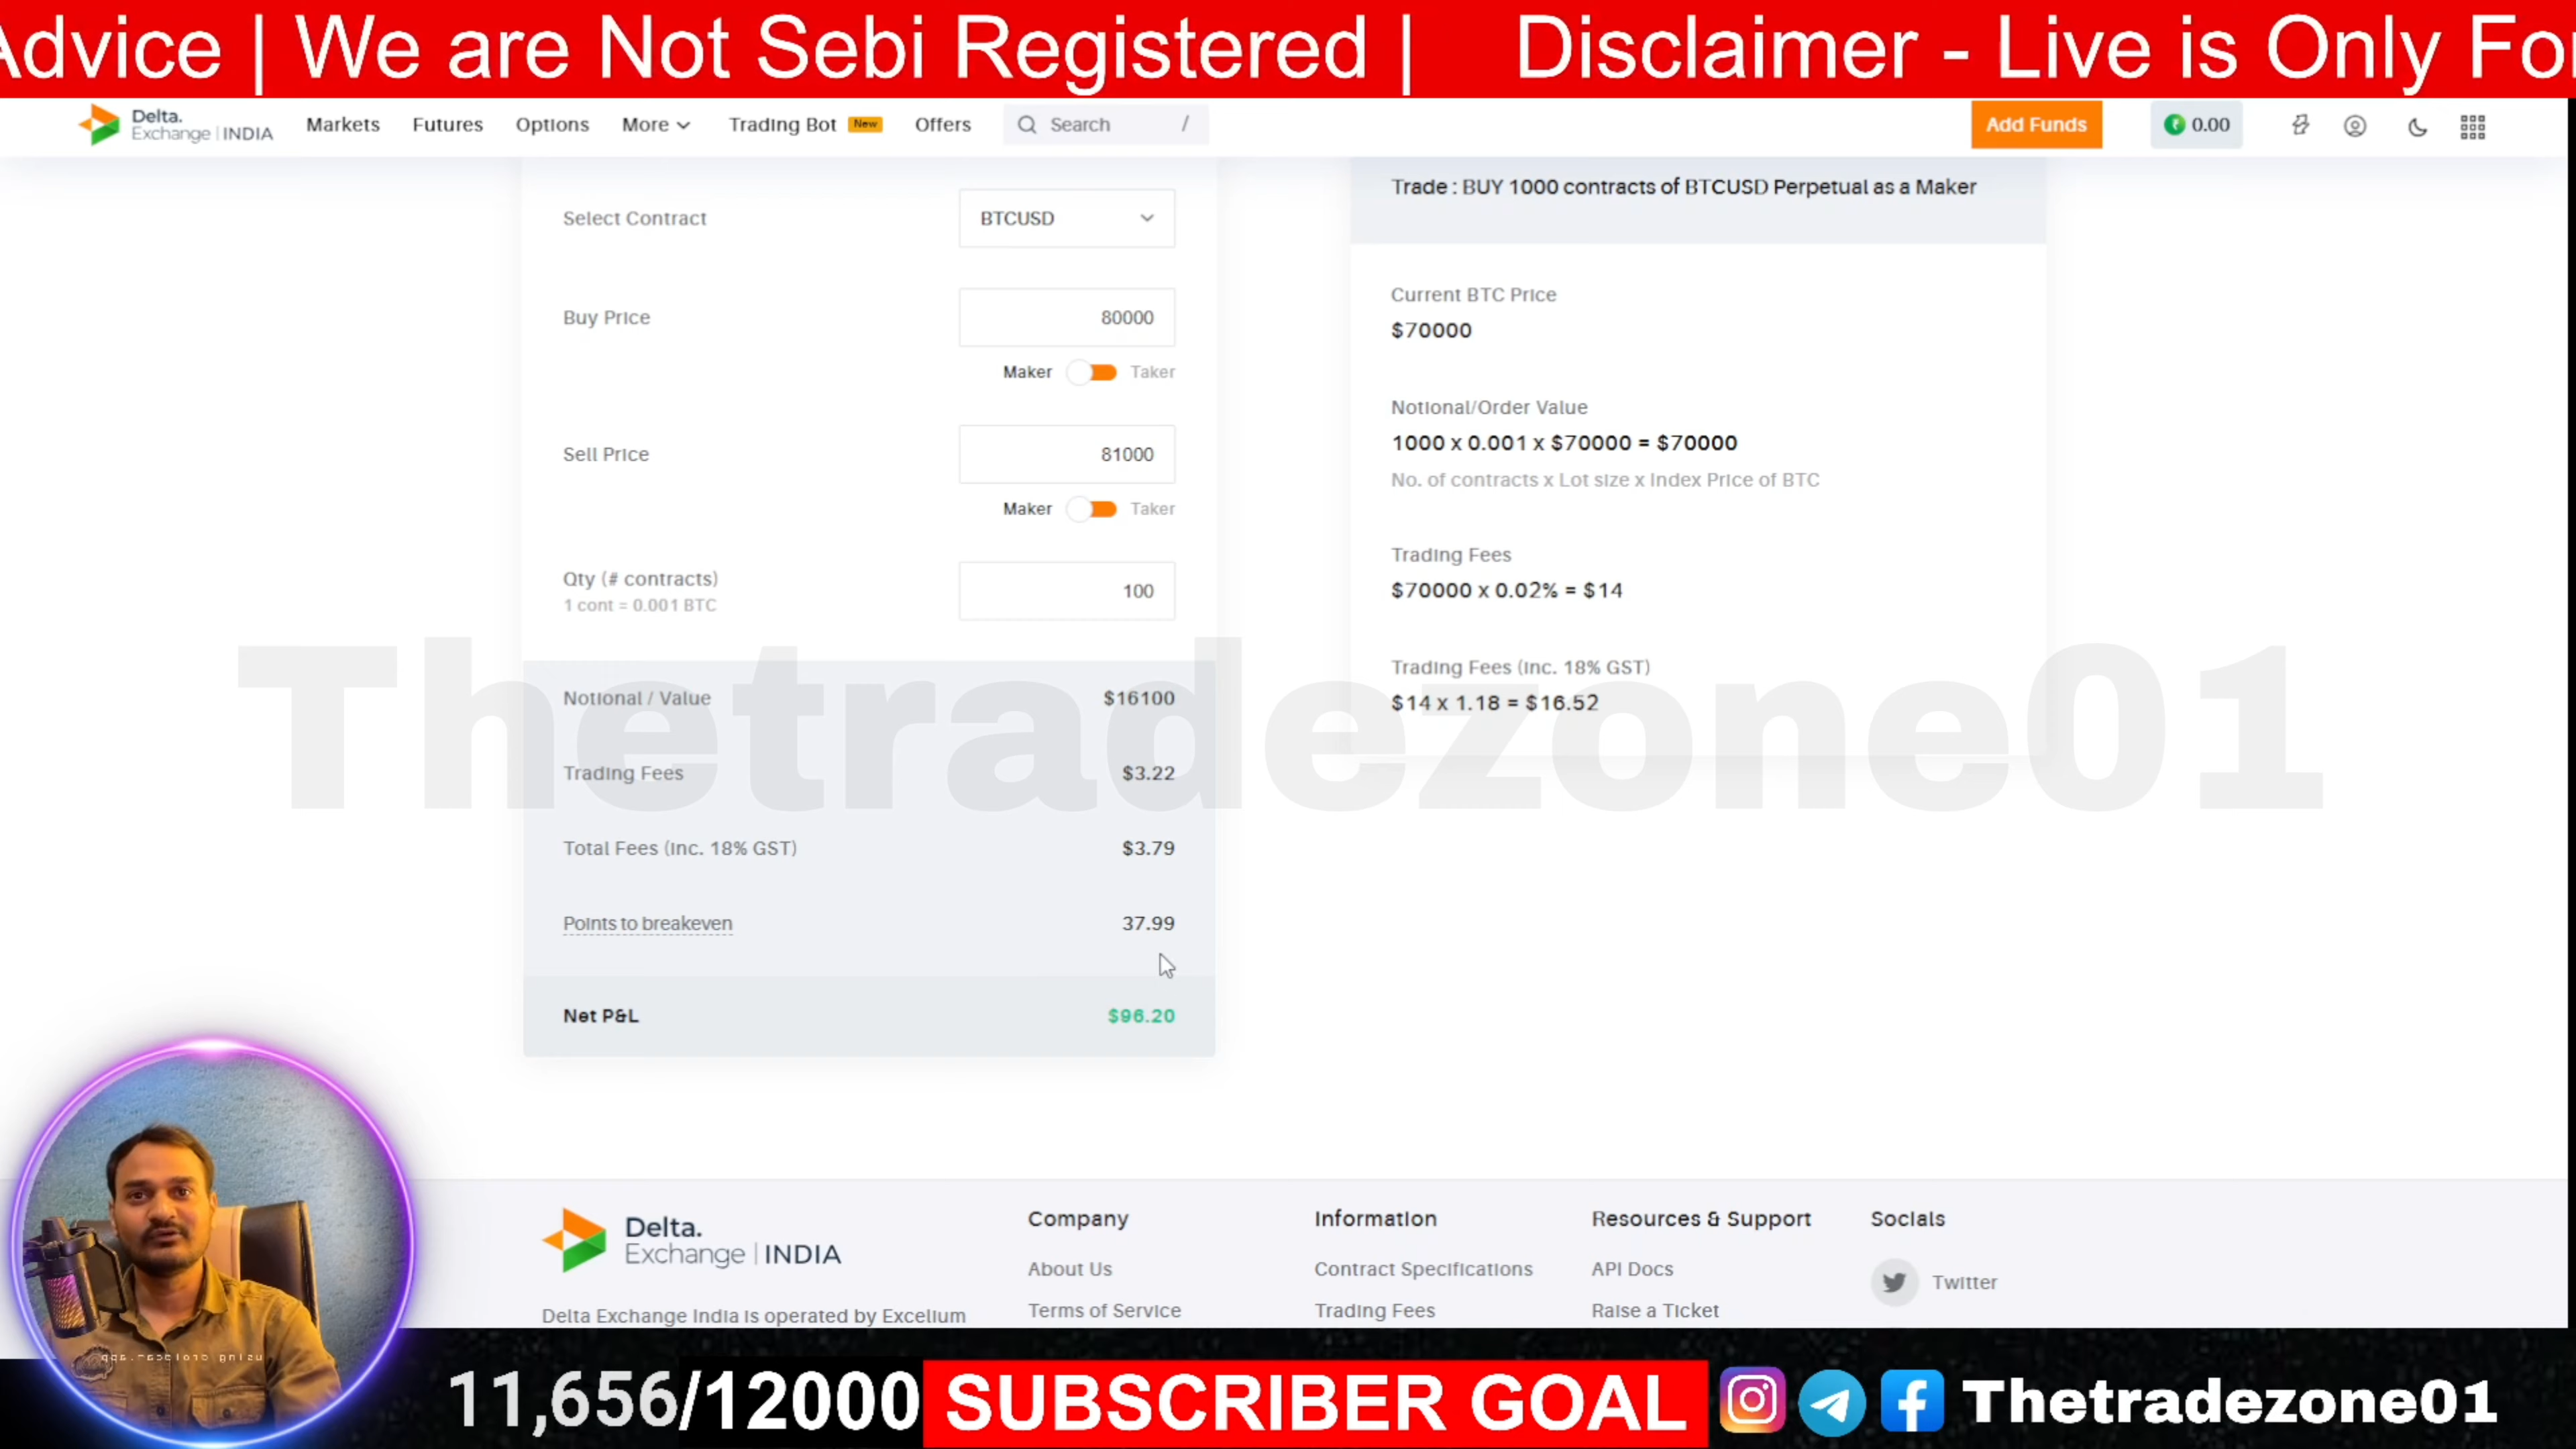 Advice | We are Not Sebi Registered | Disclaimer - Live is Only For
Delta.
Exchange | INDIA
Markets
Futures
Options
More
Trading Bot
New
Offers
Search
/
Add Funds
0.00
Trade : BUY 1000 contracts of BTCUSD Perpetual as a Maker
Select Contract
BTCUSD
Buy Price
80000
Maker
Taker
Sell Price
81000
Maker
Taker
Qty (# contracts)
1 cont = 0.001 BTC
100
Notional / Value
$16100
Trading Fees
$3.22
Total Fees (Inc. 18% GST)
$3.79
Points to breakeven
37.99
Net P&L
$96.20
Current BTC Price
$70000
Notional/Order Value
1000 x 0.001 x $70000 = $70000
No. of contracts x Lot size x Index Price of BTC
Trading Fees
$70000 x 0.02% = $14
Trading Fees (Inc. 18% GST)
$14 x 1.18 = $16.52
Thetradezone01
Delta.
Exchange | INDIA
Delta Exchange India is operated by Excelium
Company
About Us
Terms of Service
Information
Contract Specifications
Trading Fees
Resources & Support
API Docs
Raise a Ticket
Socials
Twitter
11,656/12000
SUBSCRIBER GOAL
Thetradezone01